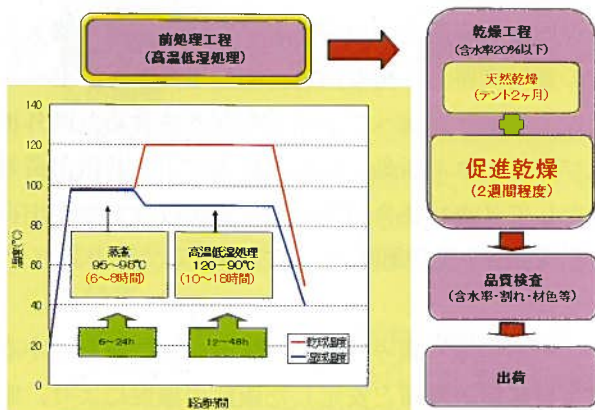 前処理工程
(高温低湿処理)
乾燥工程
(含水率20%以下)
天然乾燥
(テント2ヶ月)
促進乾燥
(2週間程度)
品質検査
(含水率・割れ・材色等)
出荷
140
120
100
80
60
40
20
0
温度(℃)
蒸煮
95~98℃
(6~8時間)
高温低湿処理
120-90℃
(10~18時間)
6~24h
12~48h
乾球温度
湿球温度
経過時間